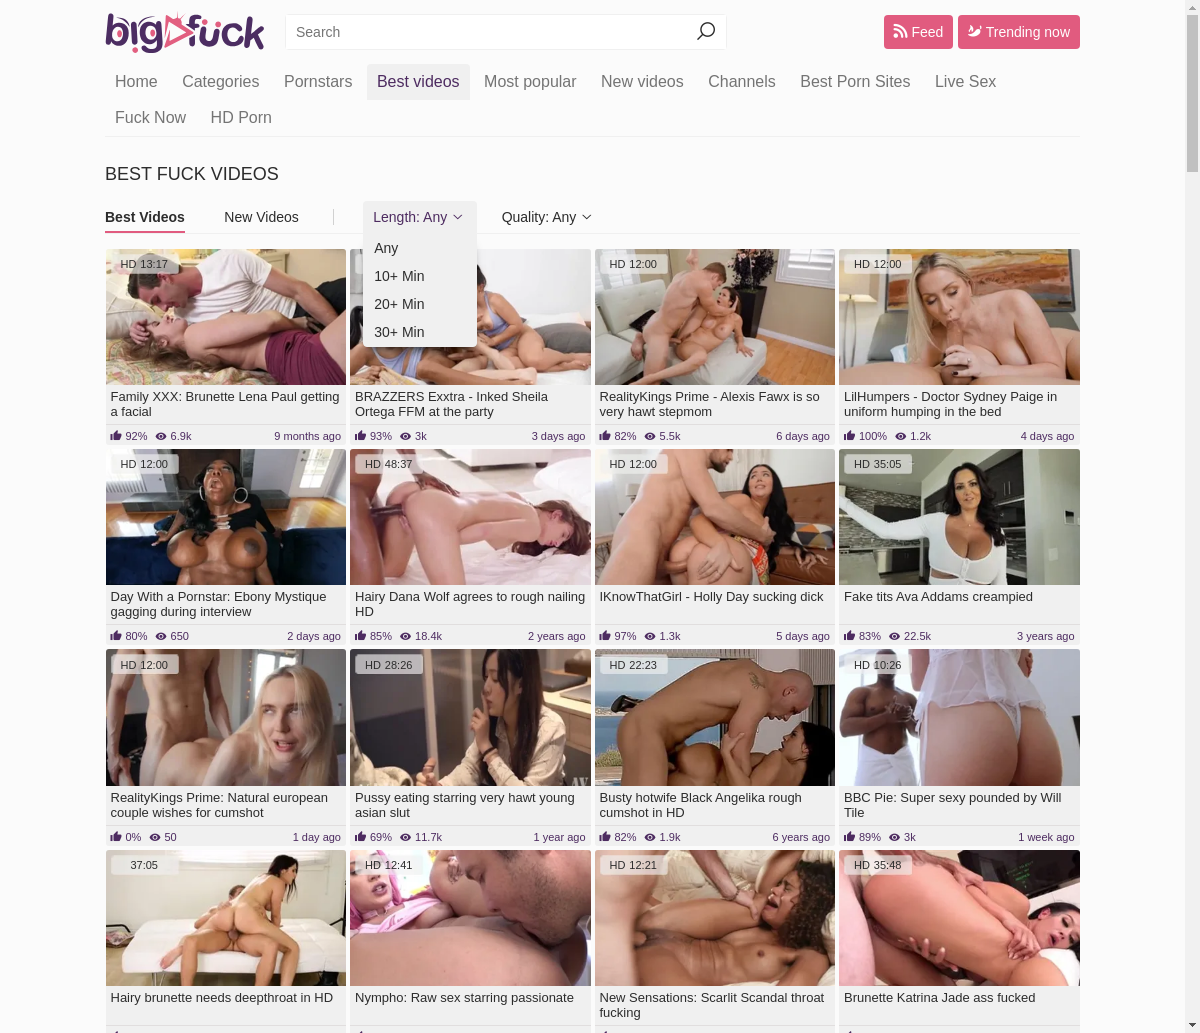 bigfuck
Search
Feed
Trending now
Home Categories Pornstars Best videos Most popular New videos Channels Best Porn Sites Live Sex
Fuck Now HD Porn
BEST FUCK VIDEOS
Best Videos New Videos Length: Any Quality: Any
Any
10+ Min
20+ Min
30+ Min
HD 13:17
Family XXX: Brunette Lena Paul getting
a facial
92% 6.9k 9 months ago
BRAZZERS Exxtra - Inked Sheila
Ortega FFM at the party
93% 3k 3 days ago
HD 12:00
RealityKings Prime - Alexis Fawx is so
very hawt stepmom
82% 5.5k 6 days ago
HD 12:00
LilHumpers - Doctor Sydney Paige in
uniform humping in the bed
100% 1.2k 4 days ago
HD 12:00
Day With a Pornstar: Ebony Mystique
gagging during interview
80% 650 2 days ago
HD 48:37
Hairy Dana Wolf agrees to rough nailing
HD
85% 18.4k 2 years ago
HD 12:00
IKnowThatGirl - Holly Day sucking dick
97% 1.3k 5 days ago
HD 35:05
Fake tits Ava Addams creampied
83% 22.5k 3 years ago
HD 12:00
RealityKings Prime: Natural european
couple wishes for cumshot
0% 50 1 day ago
HD 28:26
AV
Pussy eating starring very hawt young
asian slut
69% 11.7k 1 year ago
HD 22:23
Busty hotwife Black Angelika rough
cumshot in HD
82% 1.9k 6 years ago
HD 10:26
BBC Pie: Super sexy pounded by Will
Tile
89% 3k 1 week ago
37:05
Hairy brunette needs deepthroat in HD
HD 12:41
Nympho: Raw sex starring passionate
HD 12:21
New Sensations: Scarlit Scandal throat
fucking
HD 35:48
Brunette Katrina Jade ass fucked